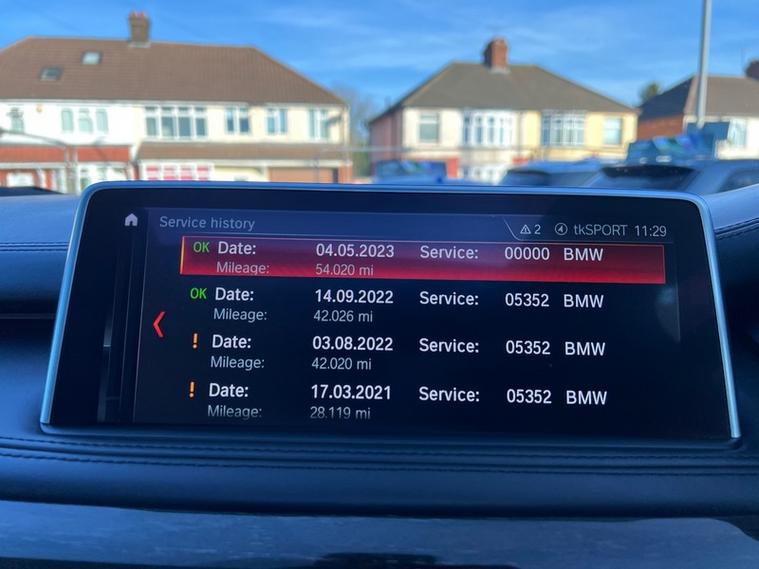 Service history 2 tkSPORT 11:29
OK Date: 04.05.2023 Service: 00000 BMW
Mileage: 54.020 mi
OK Date: 14.09.2022 Service: 05352 BMW
Mileage: 42.026 mi
! Date: 03.08.2022 Service: 05352 BMW
Mileage: 42.020 mi
! Date: 17.03.2021 Service: 05352 BMW
Mileage: 28.119 mi